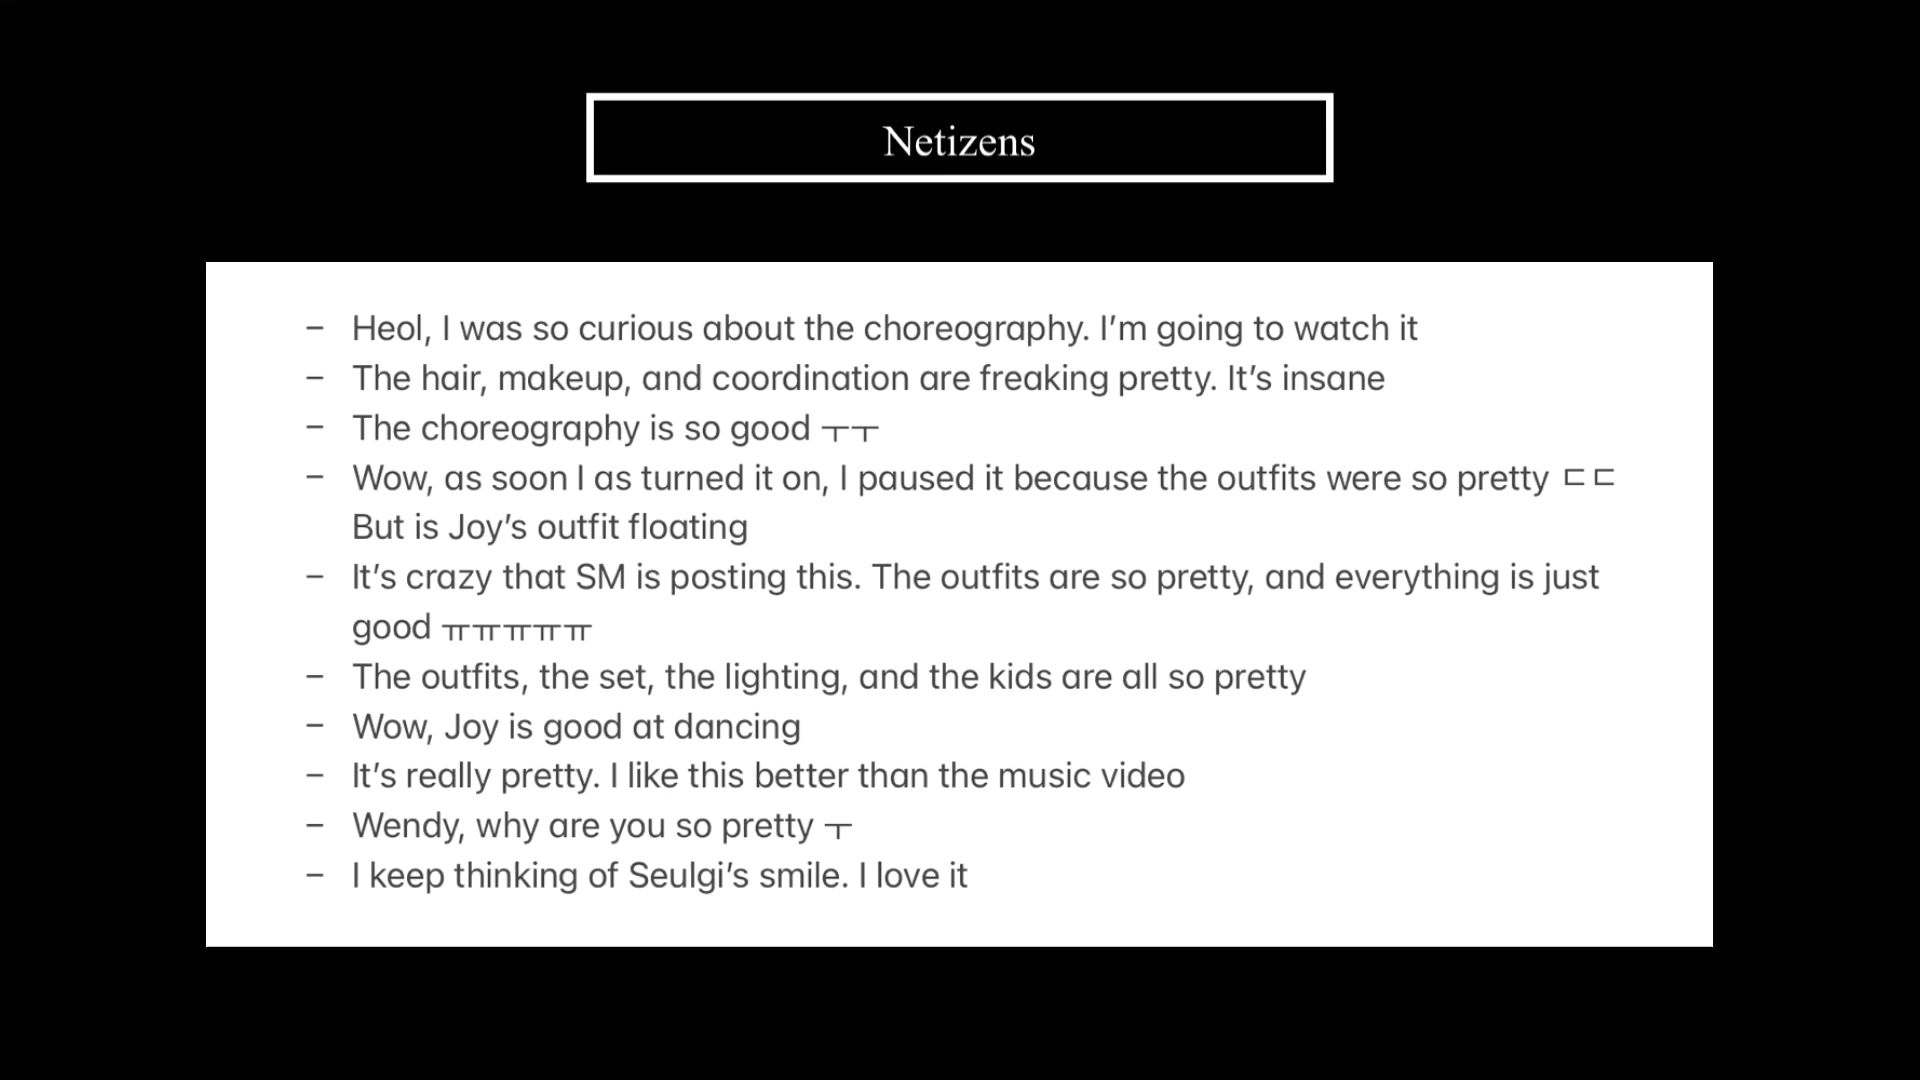 Netizens
– Heol, I was so curious about the choreography. I’m going to watch it
– The hair, makeup, and coordination are freaking pretty. It’s insane
– The choreography is so good ㅜㅜ
– Wow, as soon I as turned it on, I paused it because the outfits were so pretty ㄷㄷ
But is Joy’s outfit floating
– It’s crazy that SM is posting this. The outfits are so pretty, and everything is just
good ㅠㅠㅠㅠㅠ
– The outfits, the set, the lighting, and the kids are all so pretty
– Wow, Joy is good at dancing
– It’s really pretty. I like this better than the music video
– Wendy, why are you so pretty ㅜ
– I keep thinking of Seulgi’s smile. I love it